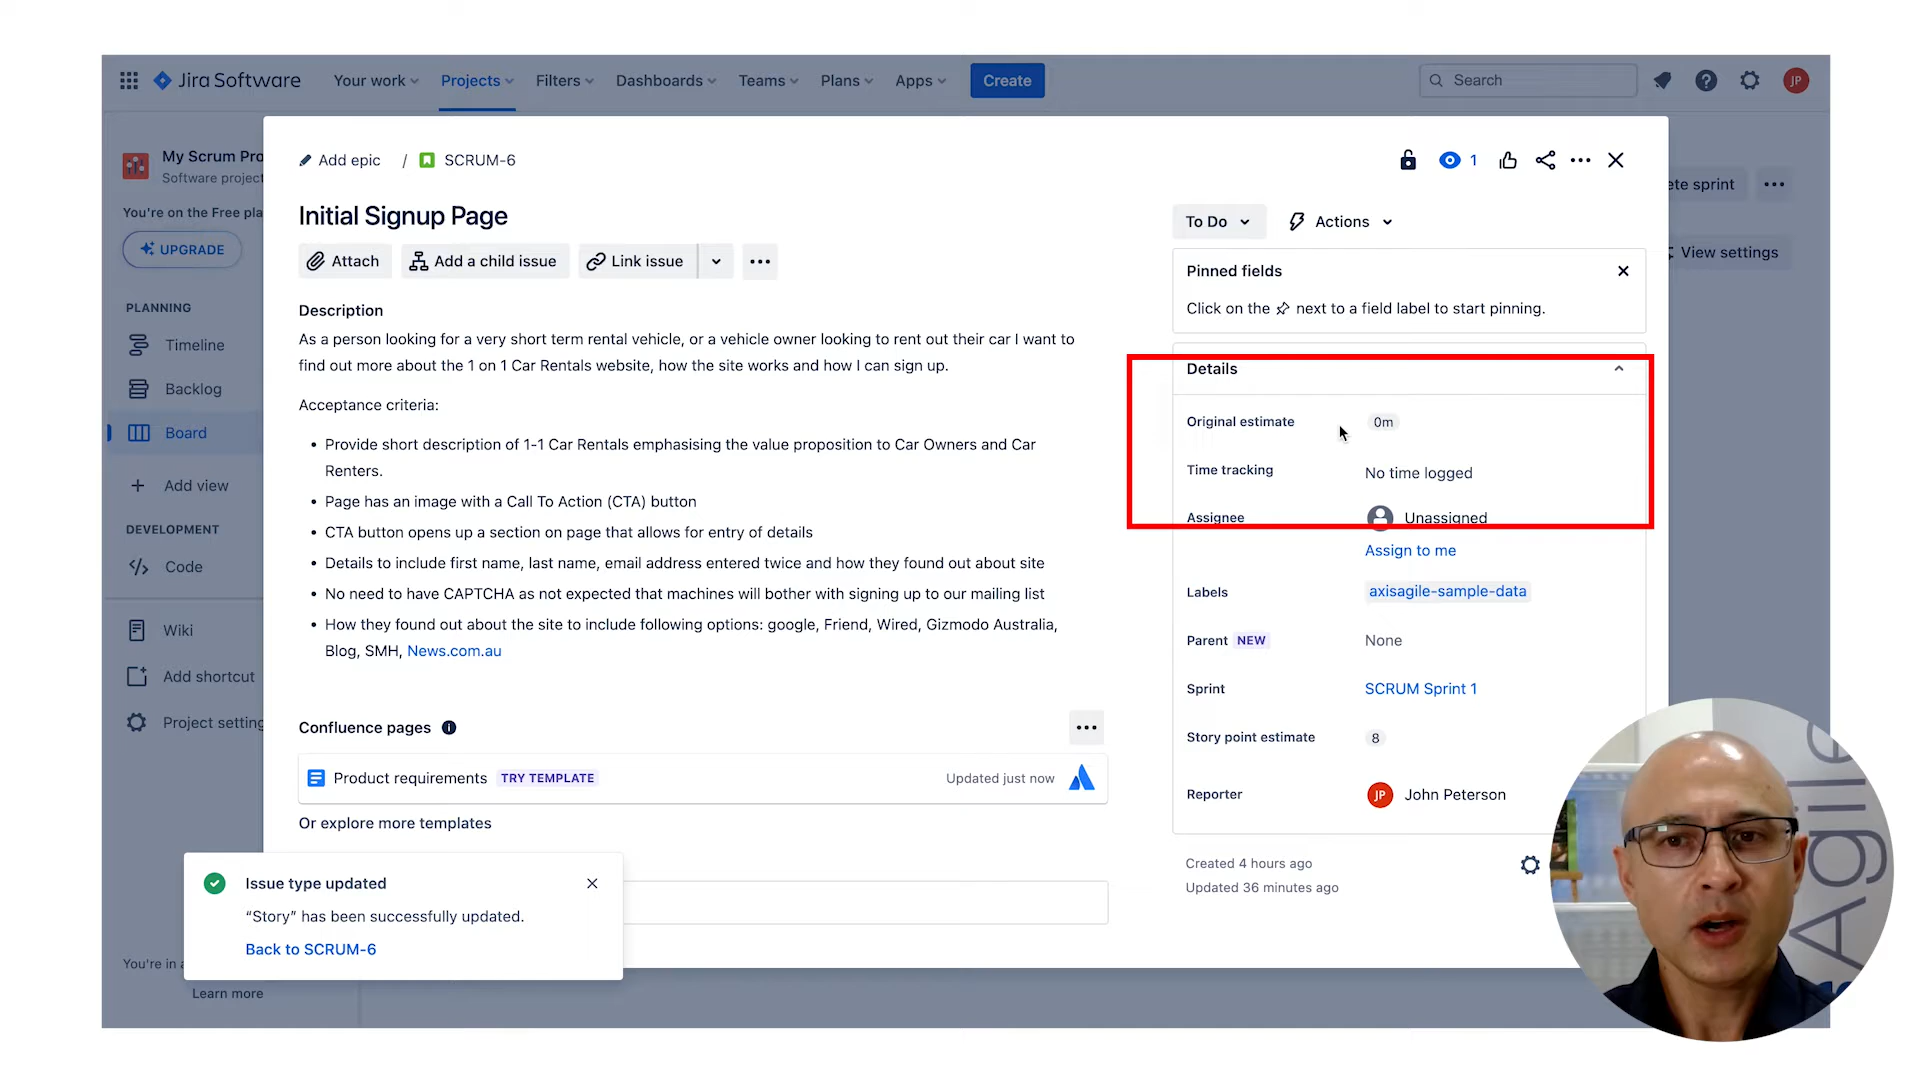 Jira Software
Your work
Projects
Filters
Dashboards
Teams
Plans
Apps
Create
Search
JP
My Scrum Pro
Software project
You're on the Free pla
UPGRADE
PLANNING
Timeline
Backlog
Board
Add view
DEVELOPMENT
Code
Wiki
Add shortcut
Project setting
You're in a
Learn more
ete sprint
View settings
Add epic / SCRUM-6
1
Initial Signup Page
Attach
Add a child issue
Link issue
Description
As a person looking for a very short term rental vehicle, or a vehicle owner looking to rent out their car I want to
find out more about the 1 on 1 Car Rentals website, how the site works and how I can sign up.
Acceptance criteria:
• Provide short description of 1-1 Car Rentals emphasising the value proposition to Car Owners and Car
Renters.
• Page has an image with a Call To Action (CTA) button
• CTA button opens up a section on page that allows for entry of details
• Details to include first name, last name, email address entered twice and how they found out about site
• No need to have CAPTCHA as not expected that machines will bother with signing up to our mailing list
• How they found out about the site to include following options: google, Friend, Wired, Gizmodo Australia,
Blog, SMH, News.com.au
Confluence pages
Product requirements TRY TEMPLATE Updated just now
Or explore more templates
To Do
Actions
Pinned fields
Click on the next to a field label to start pinning.
Details
Original estimate 0m
Time tracking No time logged
Assignee Unassigned
Assign to me
Labels axisagile-sample-data
Parent NEW None
Sprint SCRUM Sprint 1
Story point estimate 8
Reporter JP John Peterson
Created 4 hours ago
Updated 36 minutes ago
Issue type updated
“Story” has been successfully updated.
Back to SCRUM-6
Agile